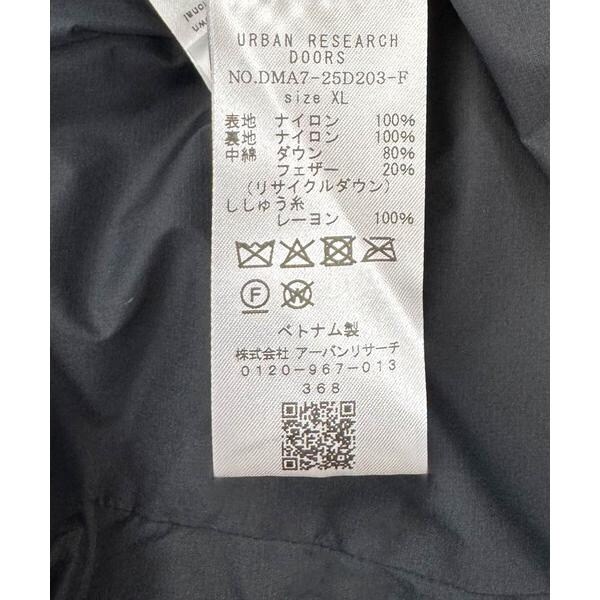 URBAN RESEARCH
DOORS
NO.DMA7-25D203-F
size XL
表地 ナイロン 100%
裏地 ナイロン 100%
中綿 ダウン 80%
フェザー 20%
(リサイクルダウン)
ししゅう糸
レーヨン 100%
F W
ベトナム製
株式会社 アーバンリサーチ
0120-967-013
368